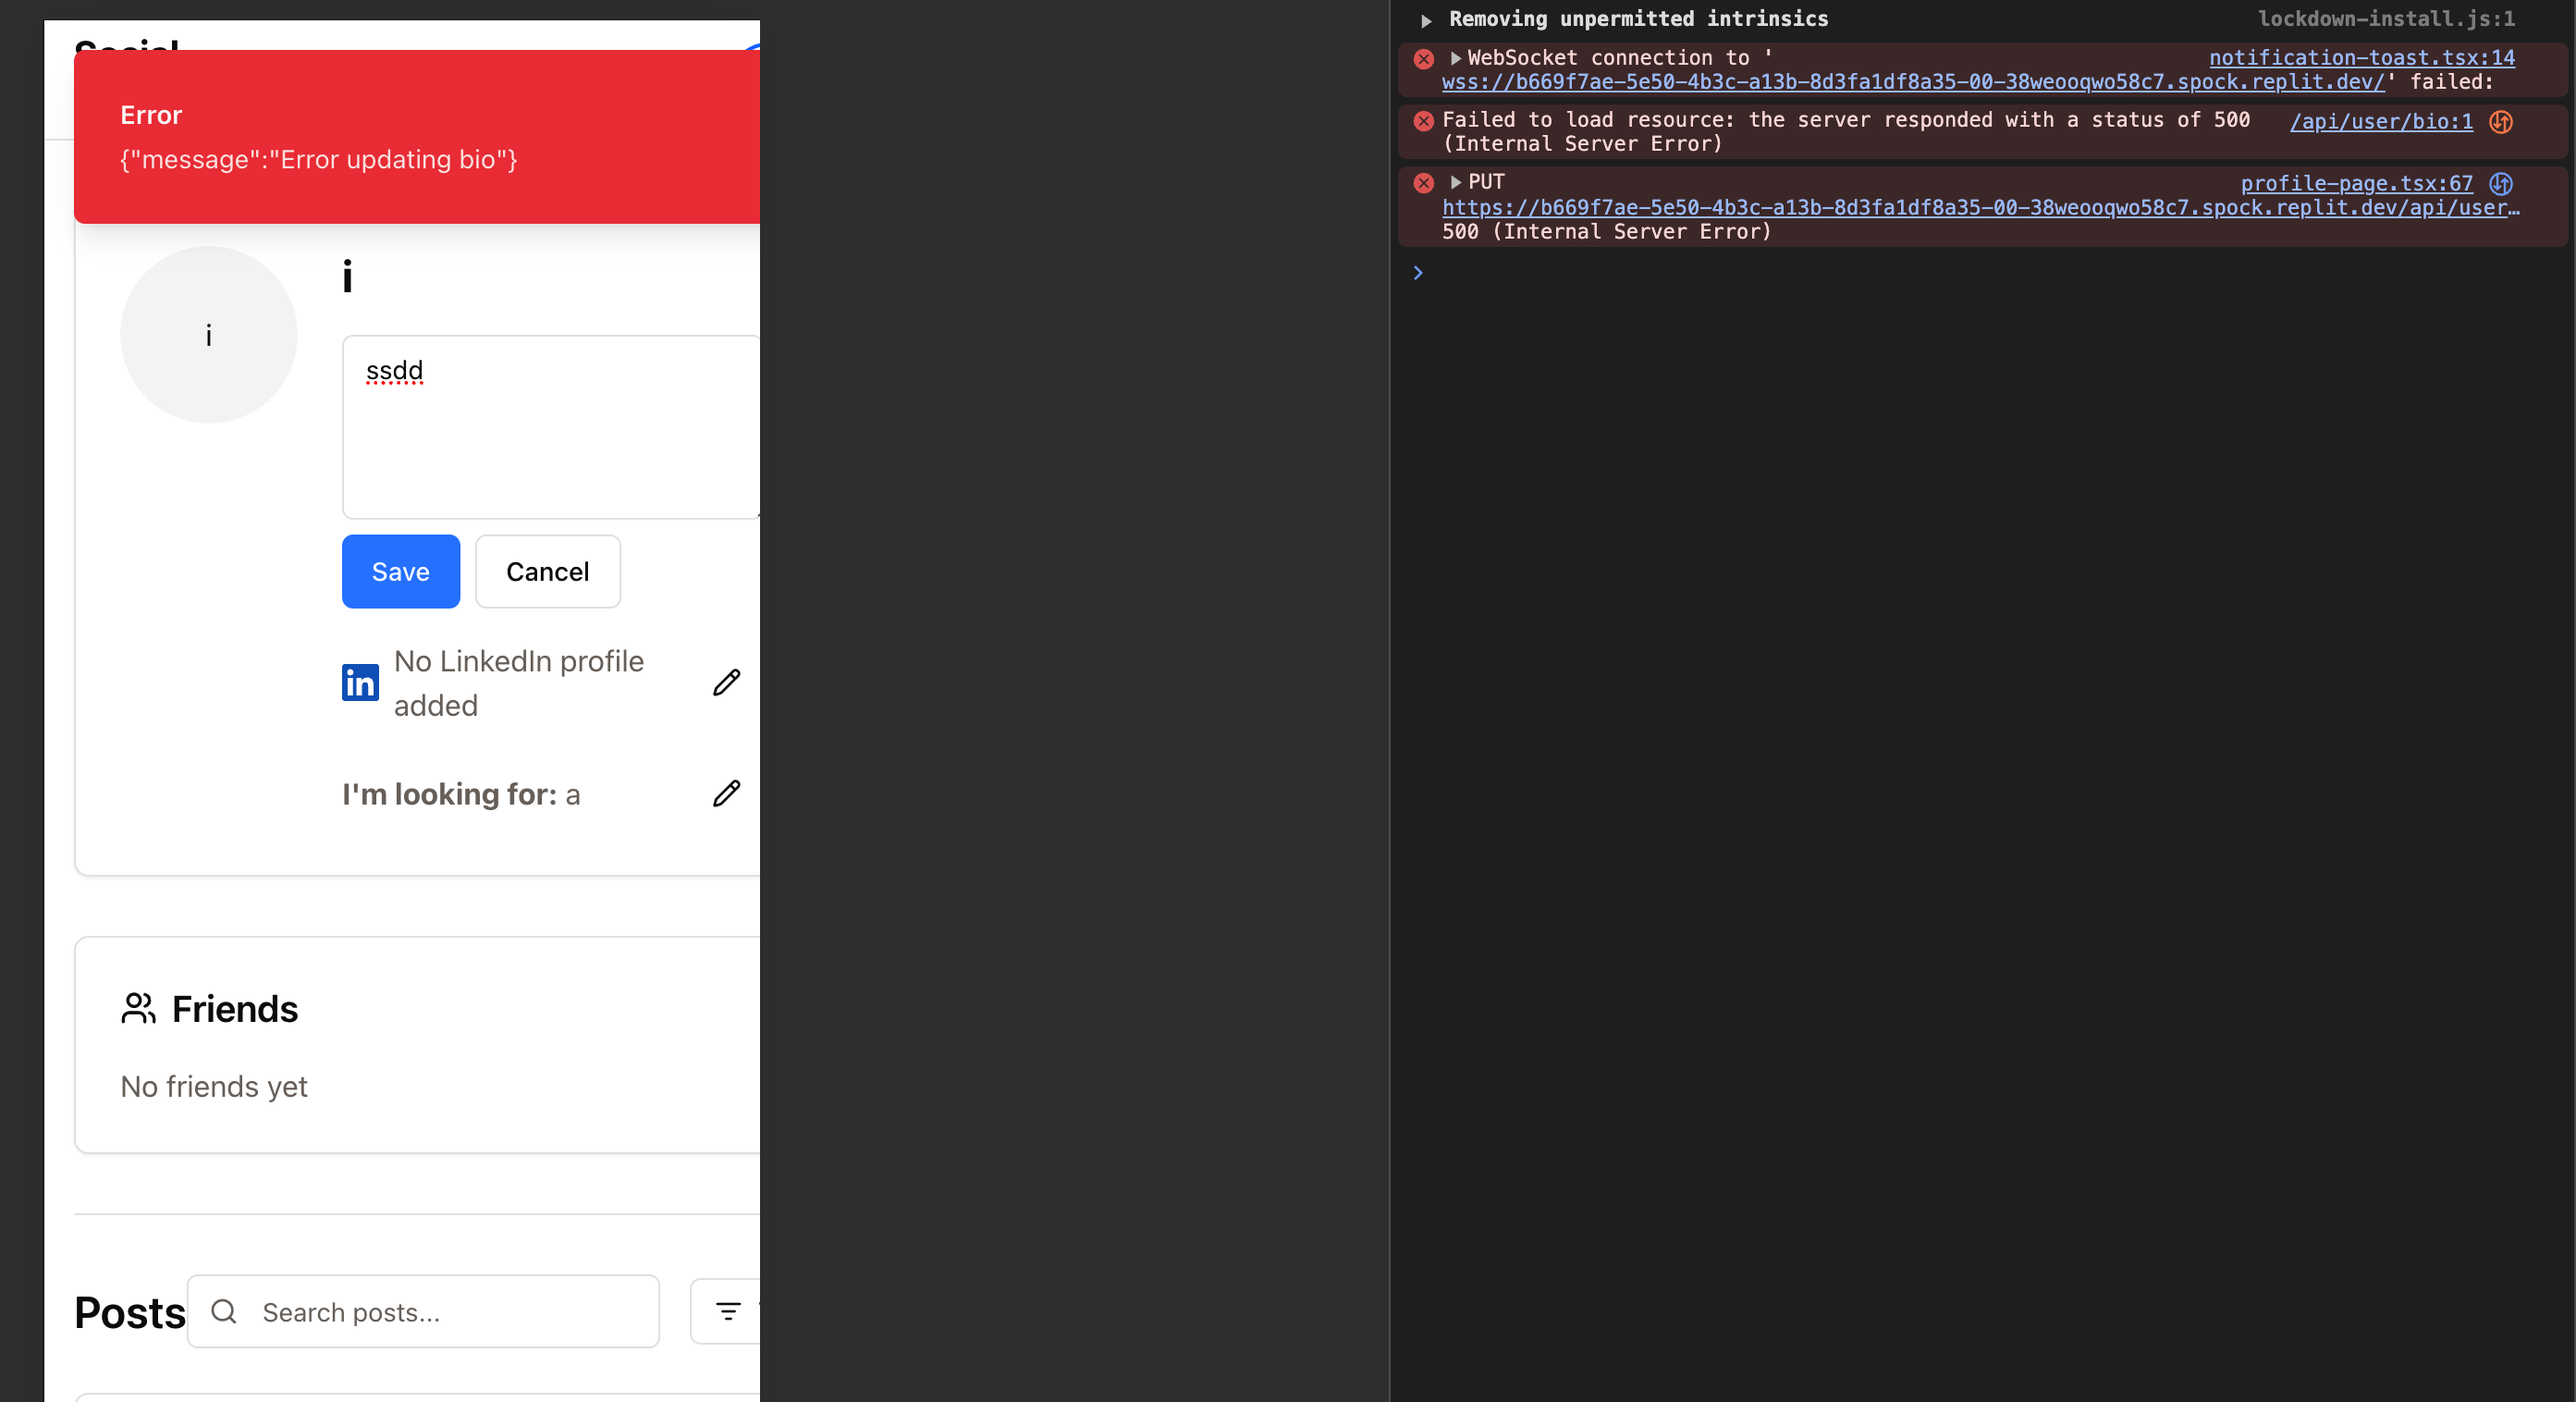 Social
Error
{"message":"Error updating bio"}
i
i
ssdd
Save
Cancel
in
No LinkedIn profile
added
I'm looking for: a
Friends
No friends yet
Posts
Search posts...
Removing unpermitted intrinsics
lockdown-install.js:1
WebSocket connection to '
notification-toast.tsx:14
wss://b669f7ae-5e50-4b3c-a13b-8d3fa1df8a35-00-38weooqwo58c7.spock.replit.dev/' failed:
Failed to load resource: the server responded with a status of 500
/api/user/bio:1
(Internal Server Error)
PUT
profile-page.tsx:67
https://b669f7ae-5e50-4b3c-a13b-8d3fa1df8a35-00-38weooqwo58c7.spock.replit.dev/api/user…
500 (Internal Server Error)